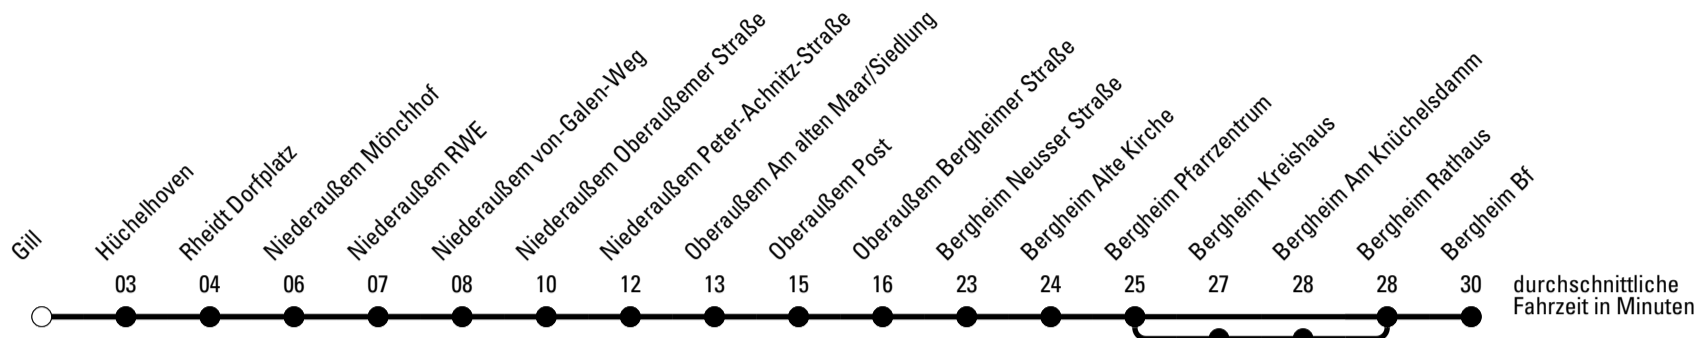 Gill
Hüchelhoven
Rheidt Dorfplatz
Niederaußem Mönchhof
Niederaußem RWE
Niederaußem von-Galen-Weg
Niederaußem Oberaußemer Straße
Niederaußem Peter-Achnitz-Straße
Oberaußem Am alten Maar/Siedlung
Oberaußem Post
Oberaußem Bergheimer Straße
Bergheim Neusser Straße
Bergheim Alte Kirche
Bergheim Pfarrzentrum
Bergheim Kreishaus
Bergheim Am Knüchelsdamm
Bergheim Rathaus
Bergheim Bf
03 04 06 07 08 10 12 13 15 16 23 24 25 27 28 28 30
durchschnittliche
Fahrzeit in Minuten